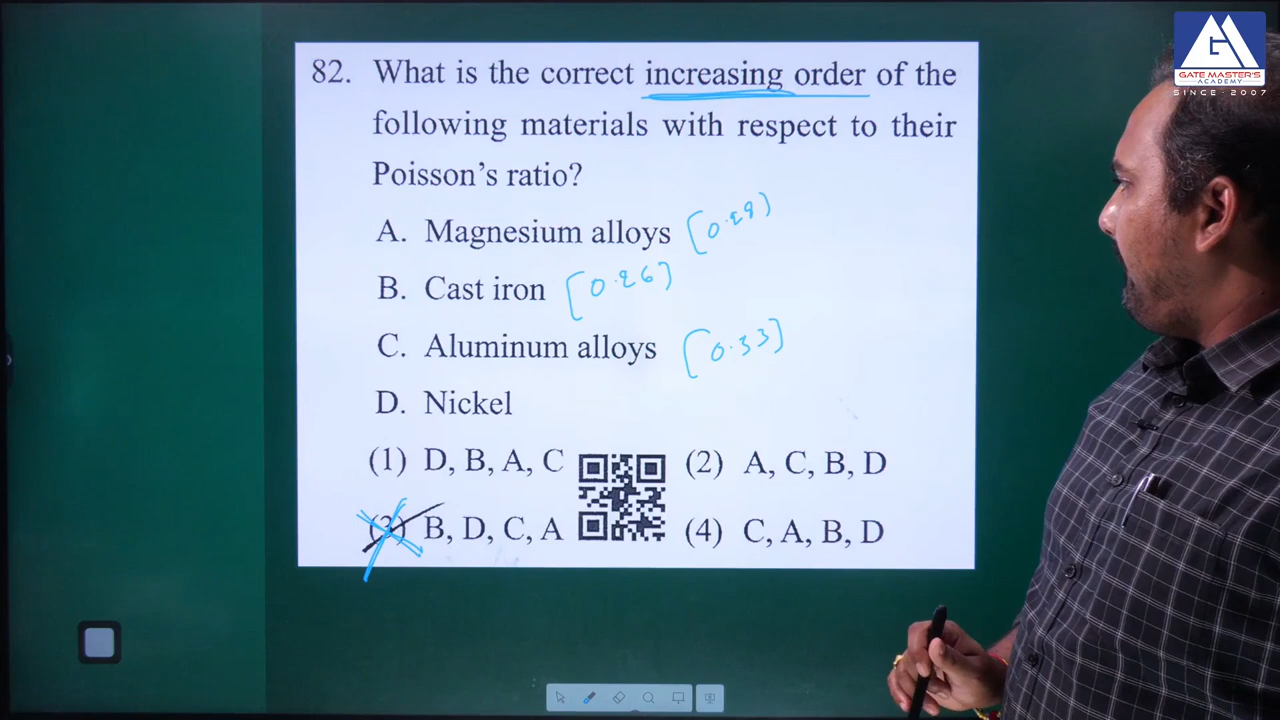 GATE MASTER'S
ACADEMY
SINCE - 2007
82. What is the correct increasing order of the
following materials with respect to their
Poisson's ratio?
A. Magnesium alloys [0.29)
B. Cast iron [0.26]
C. Aluminum alloys [0.33]
D. Nickel
(1) D, B, A, C (2) A, C, B, D
(3) B, D, C, A (4) C, A, B, D